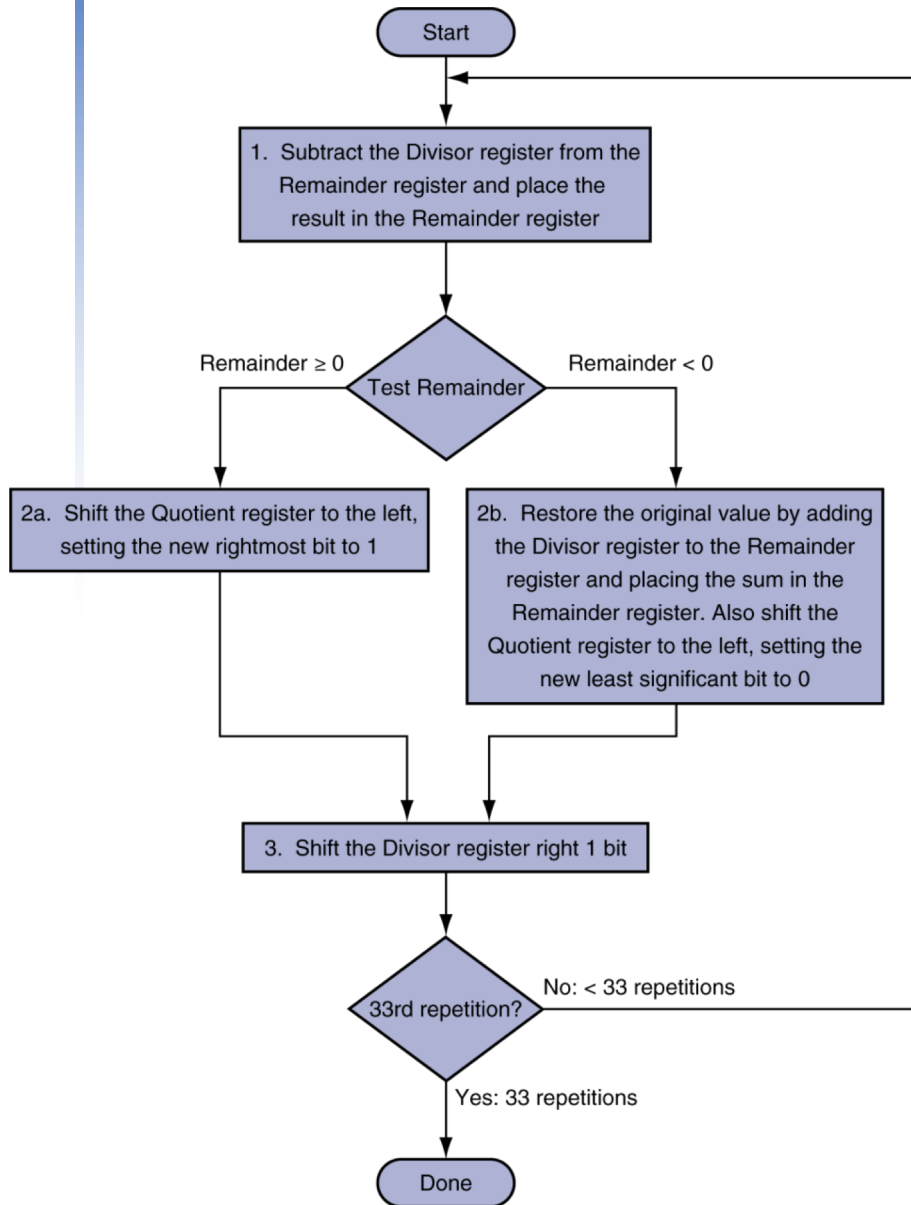 Start
1. Subtract the Divisor register from the
Remainder register and place the
result in the Remainder register
Remainder ≥ 0
Test Remainder
Remainder < 0
2a. Shift the Quotient register to the left,
setting the new rightmost bit to 1
2b. Restore the original value by adding
the Divisor register to the Remainder
register and placing the sum in the
Remainder register. Also shift the
Quotient register to the left, setting the
new least significant bit to 0
3. Shift the Divisor register right 1 bit
33rd repetition?
No: < 33 repetitions
Yes: 33 repetitions
Done